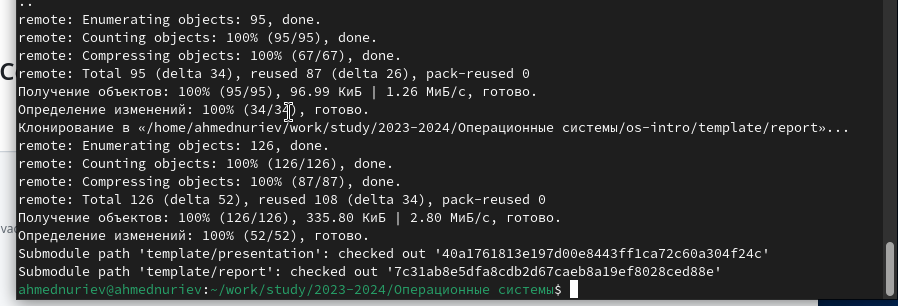 ..
remote: Enumerating objects: 95, done.
remote: Counting objects: 100% (95/95), done.
remote: Compressing objects: 100% (67/67), done.
remote: Total 95 (delta 34), reused 87 (delta 26), pack-reused 0
Получение объектов: 100% (95/95), 96.99 КиБ | 1.26 МиБ/с, готово.
Определение изменений: 100% (34/34), готово.
Клонирование в «/home/ahmednuriev/work/study/2023-2024/Операционные системы/os-intro/template/report»...
remote: Enumerating objects: 126, done.
remote: Counting objects: 100% (126/126), done.
remote: Compressing objects: 100% (87/87), done.
remote: Total 126 (delta 52), reused 108 (delta 34), pack-reused 0
Получение объектов: 100% (126/126), 335.80 КиБ | 2.80 МиБ/с, готово.
Определение изменений: 100% (52/52), готово.
Submodule path 'template/presentation': checked out '40a1761813e197d00e8443ff1ca72c60a304f24c'
Submodule path 'template/report': checked out '7c31ab8e5dfa8cdb2d67caeb8a19ef8028ced88e'
ahmednuriev@ahmednuriev:~/work/study/2023-2024/Операционные системы$